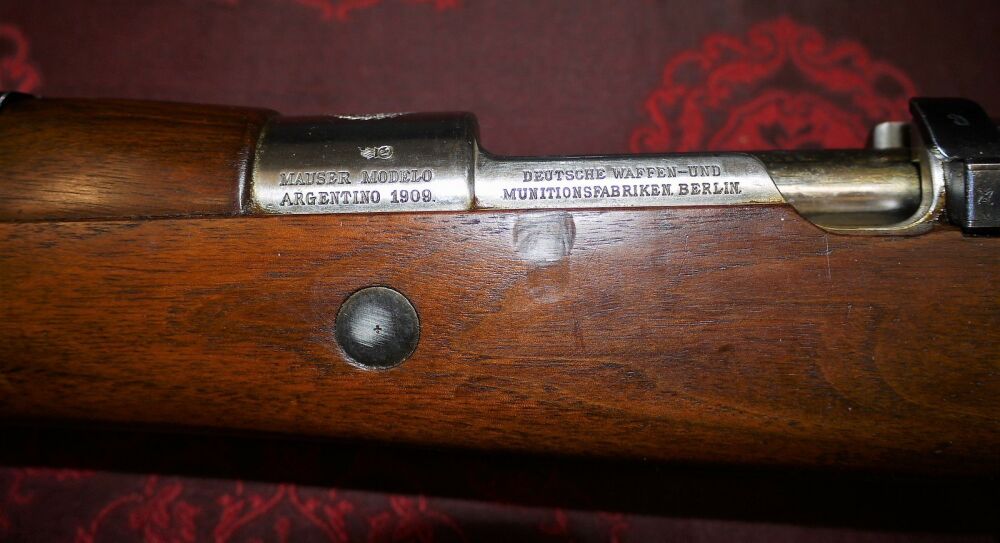 MAUSER MODELO
ARGENTINO 1909.
DEUTSCHE WAFFEN-UND
MUNITIONSFABRIKEN. BERLIN.